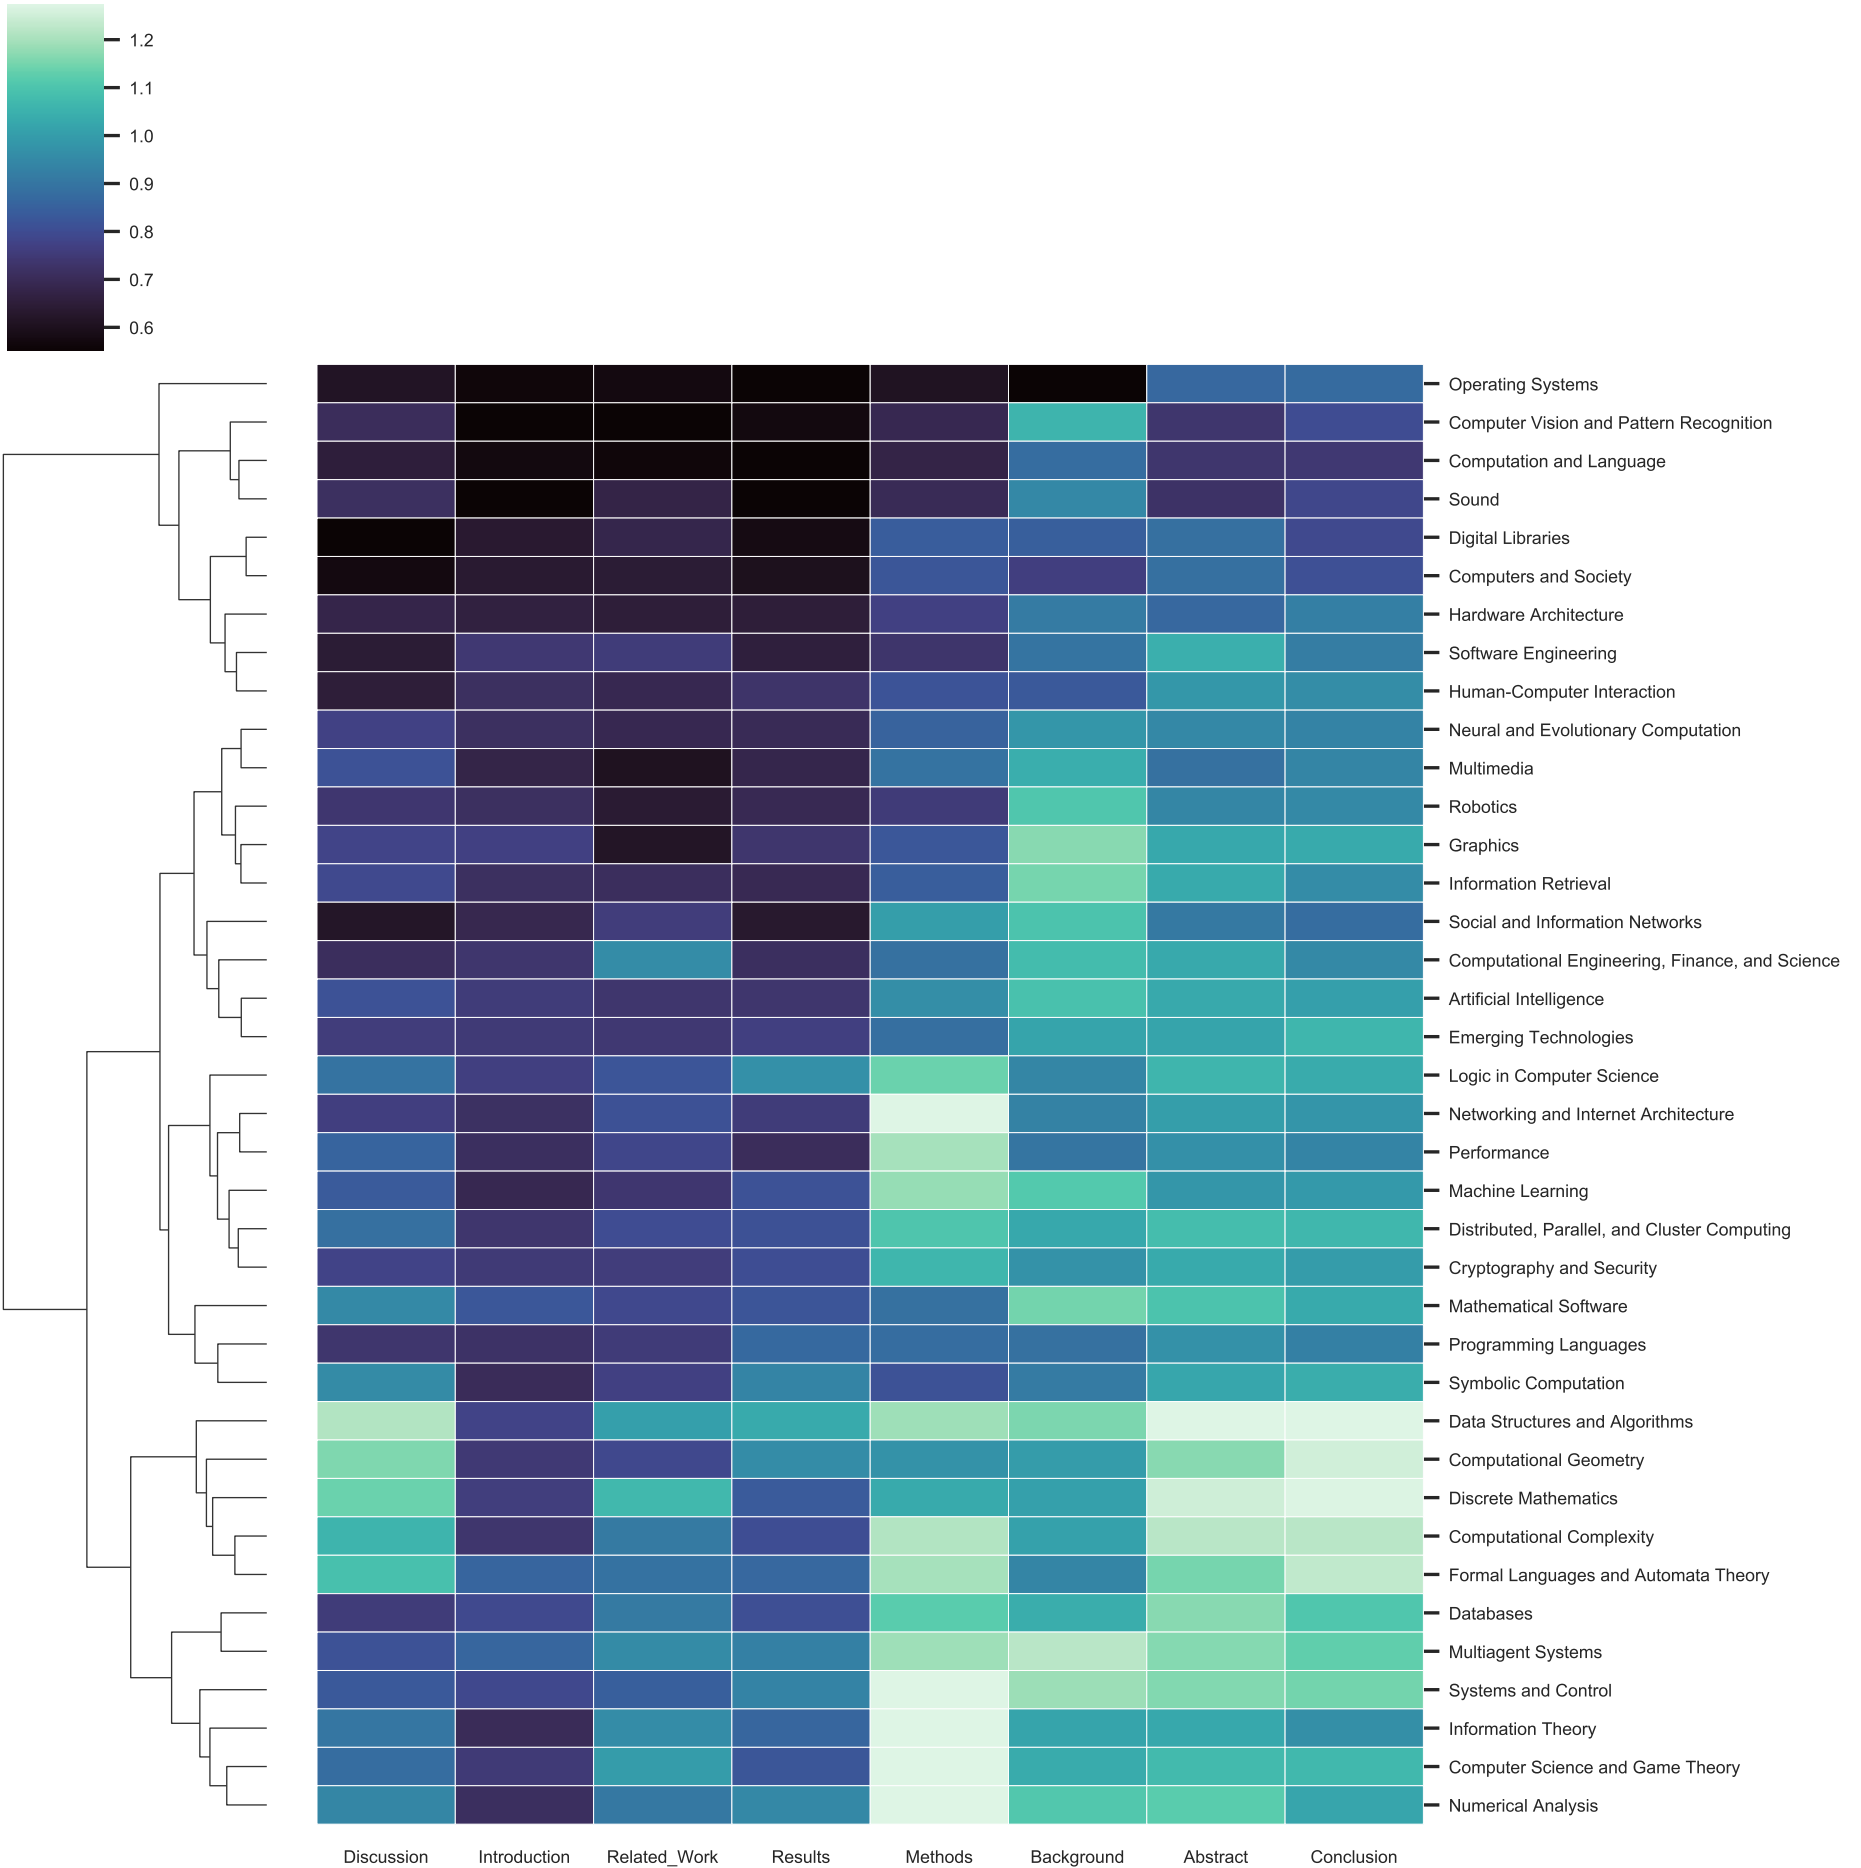 1.2
1.1
1.0
0.9
0.8
0.7
0.6
Operating Systems
Computer Vision and Pattern Recognition
Computation and Language
Sound
Digital Libraries
Computers and Society
Hardware Architecture
Software Engineering
Human-Computer Interaction
Neural and Evolutionary Computation
Multimedia
Robotics
Graphics
Information Retrieval
Social and Information Networks
Computational Engineering, Finance, and Science
Artificial Intelligence
Emerging Technologies
Logic in Computer Science
Networking and Internet Architecture
Performance
Machine Learning
Distributed, Parallel, and Cluster Computing
Cryptography and Security
Mathematical Software
Programming Languages
Symbolic Computation
Data Structures and Algorithms
Computational Geometry
Discrete Mathematics
Computational Complexity
Formal Languages and Automata Theory
Databases
Multiagent Systems
Systems and Control
Information Theory
Computer Science and Game Theory
Numerical Analysis
Discussion Introduction Related_Work Results Methods Background Abstract Conclusion